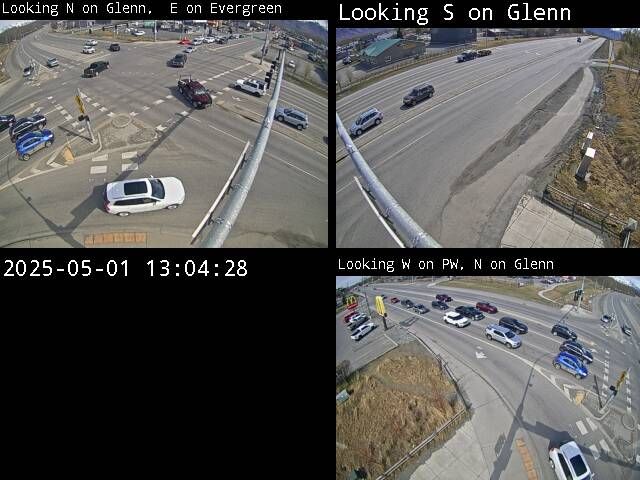 Looking N on Glenn,  E on Evergreen
Looking S on Glenn
2025-05-01 13:04:28
Looking W on PW, N on Glenn